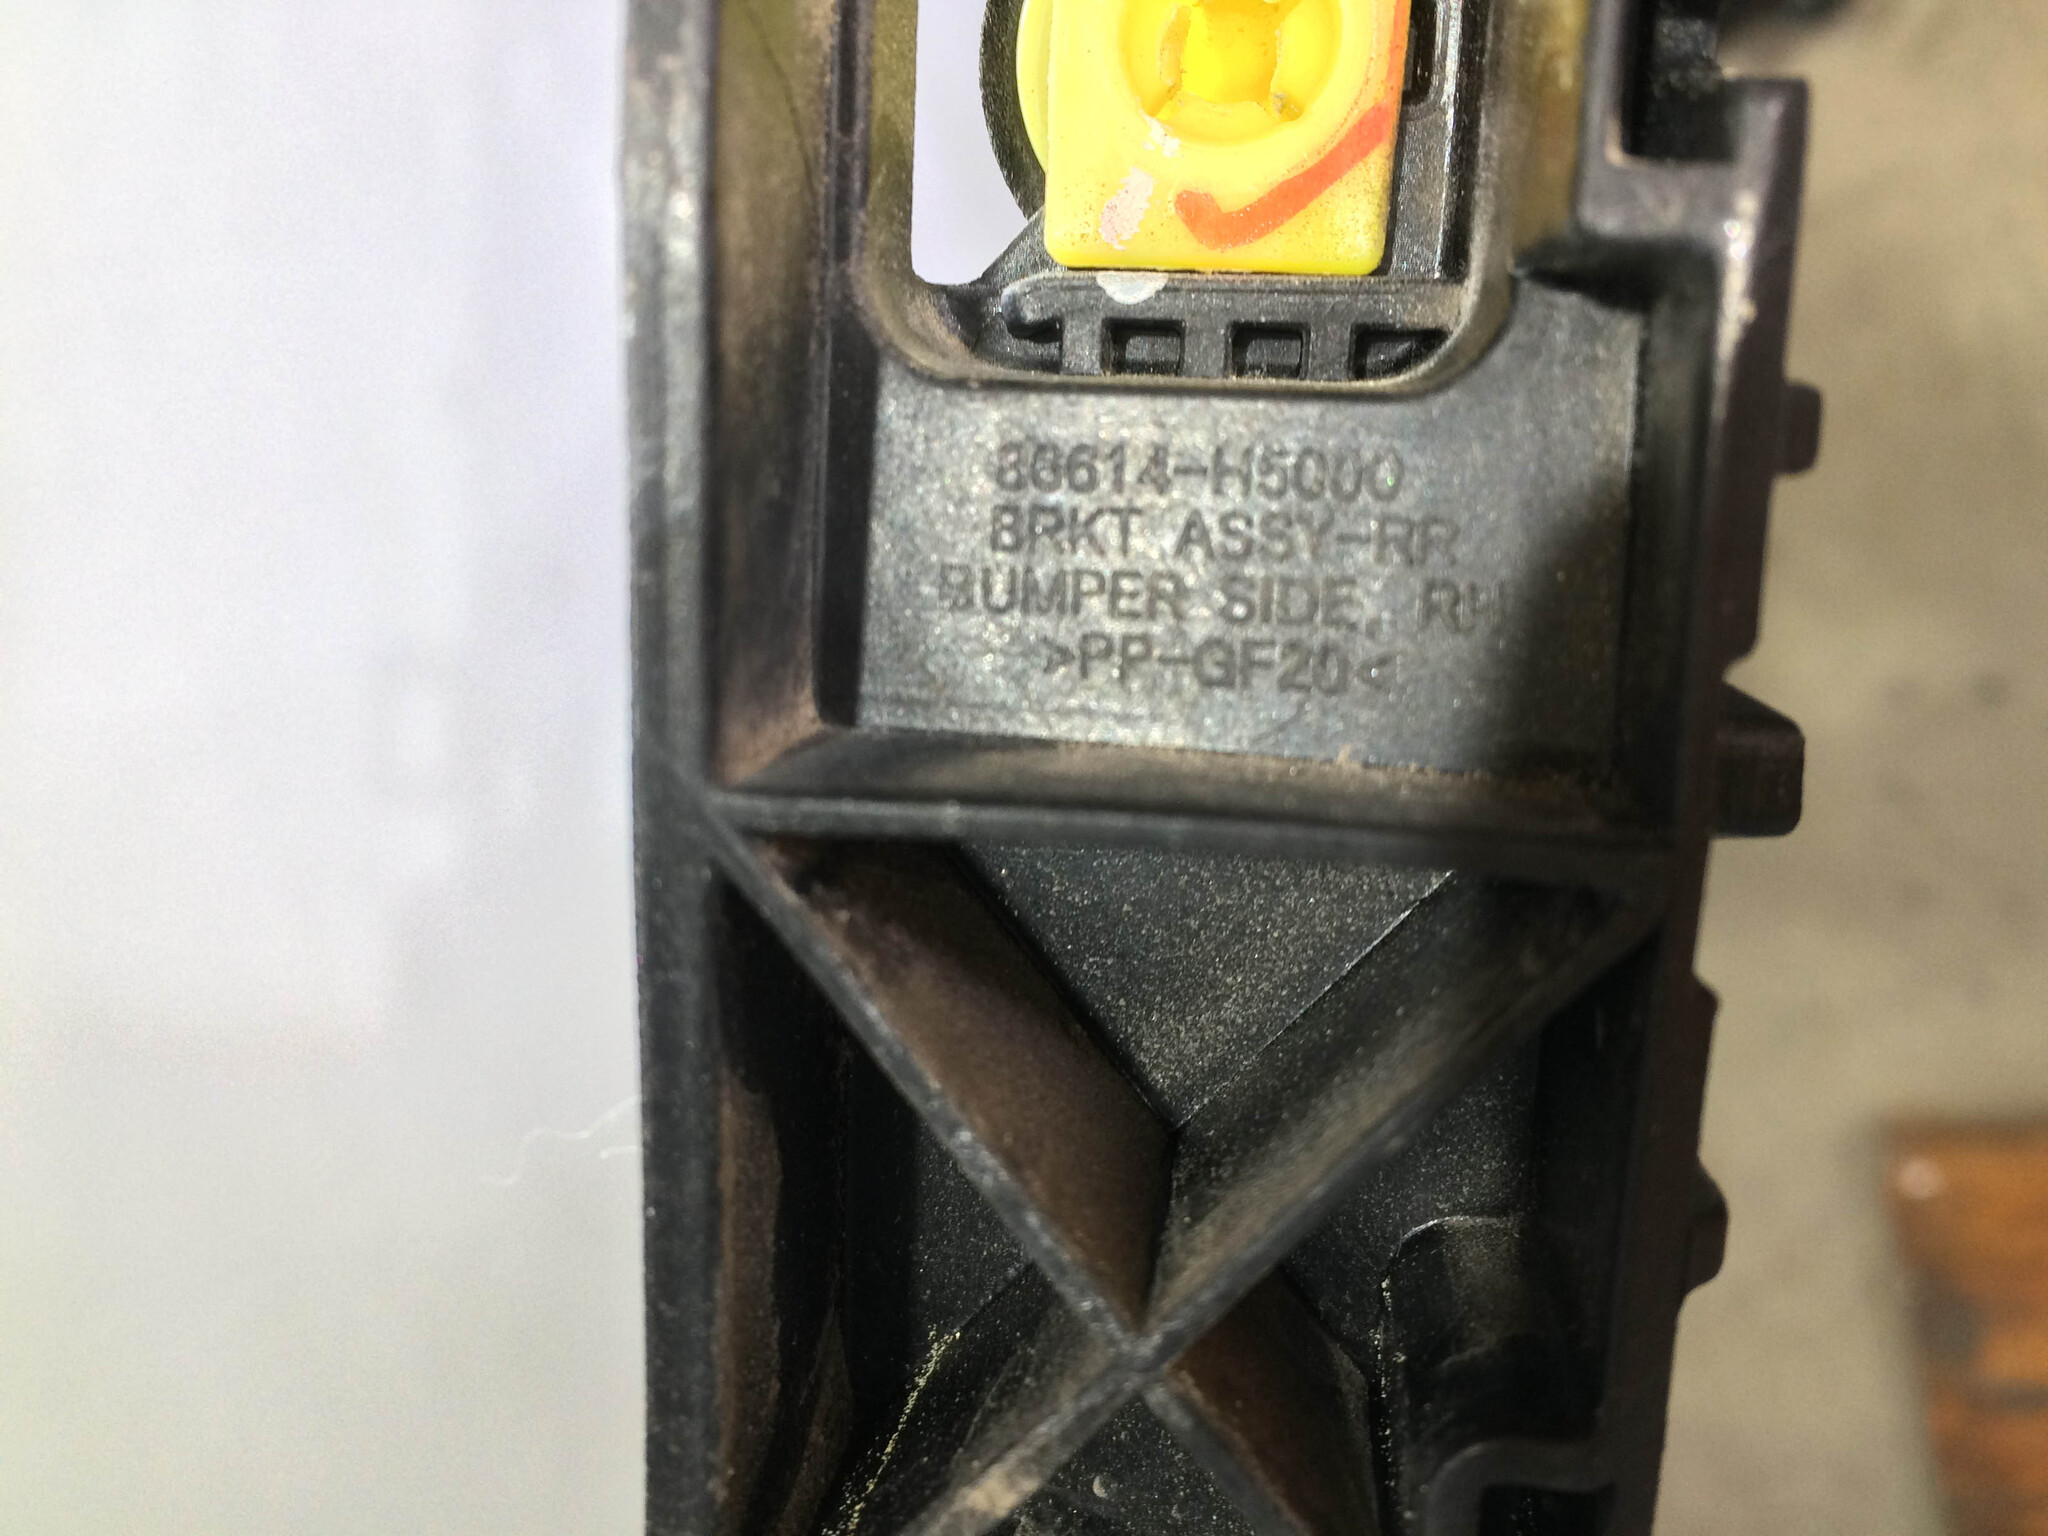 86614-H5000
BRKT ASSY-RR
BUMPER SIDE, RH
>PP-GF20<